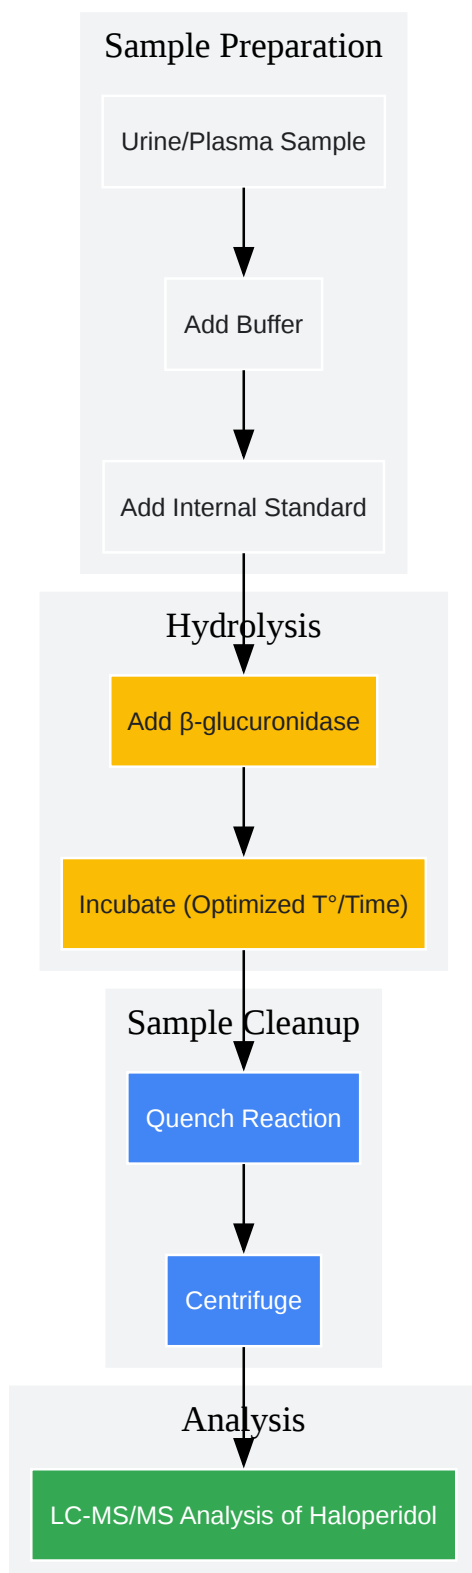 Sample Preparation
Urine/Plasma Sample
Add Buffer
Add Internal Standard
Hydrolysis
Add β-glucuronidase
Incubate (Optimized T°/Time)
Sample Cleanup
Quench Reaction
Centrifuge
Analysis
LC-MS/MS Analysis of Haloperidol